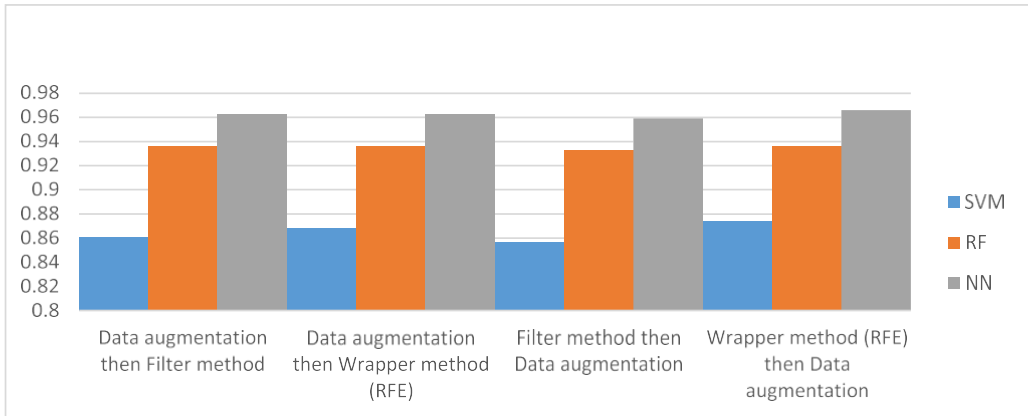 0.98
0.96
0.94
0.92
0.9
0.88
0.86
0.84
0.82
0.8
Data augmentation
then Filter method
Data augmentation
then Wrapper method
(RFE)
Filter method then
Data augmentation
Wrapper method (RFE)
then Data
augmentation
SVM
RF
NN